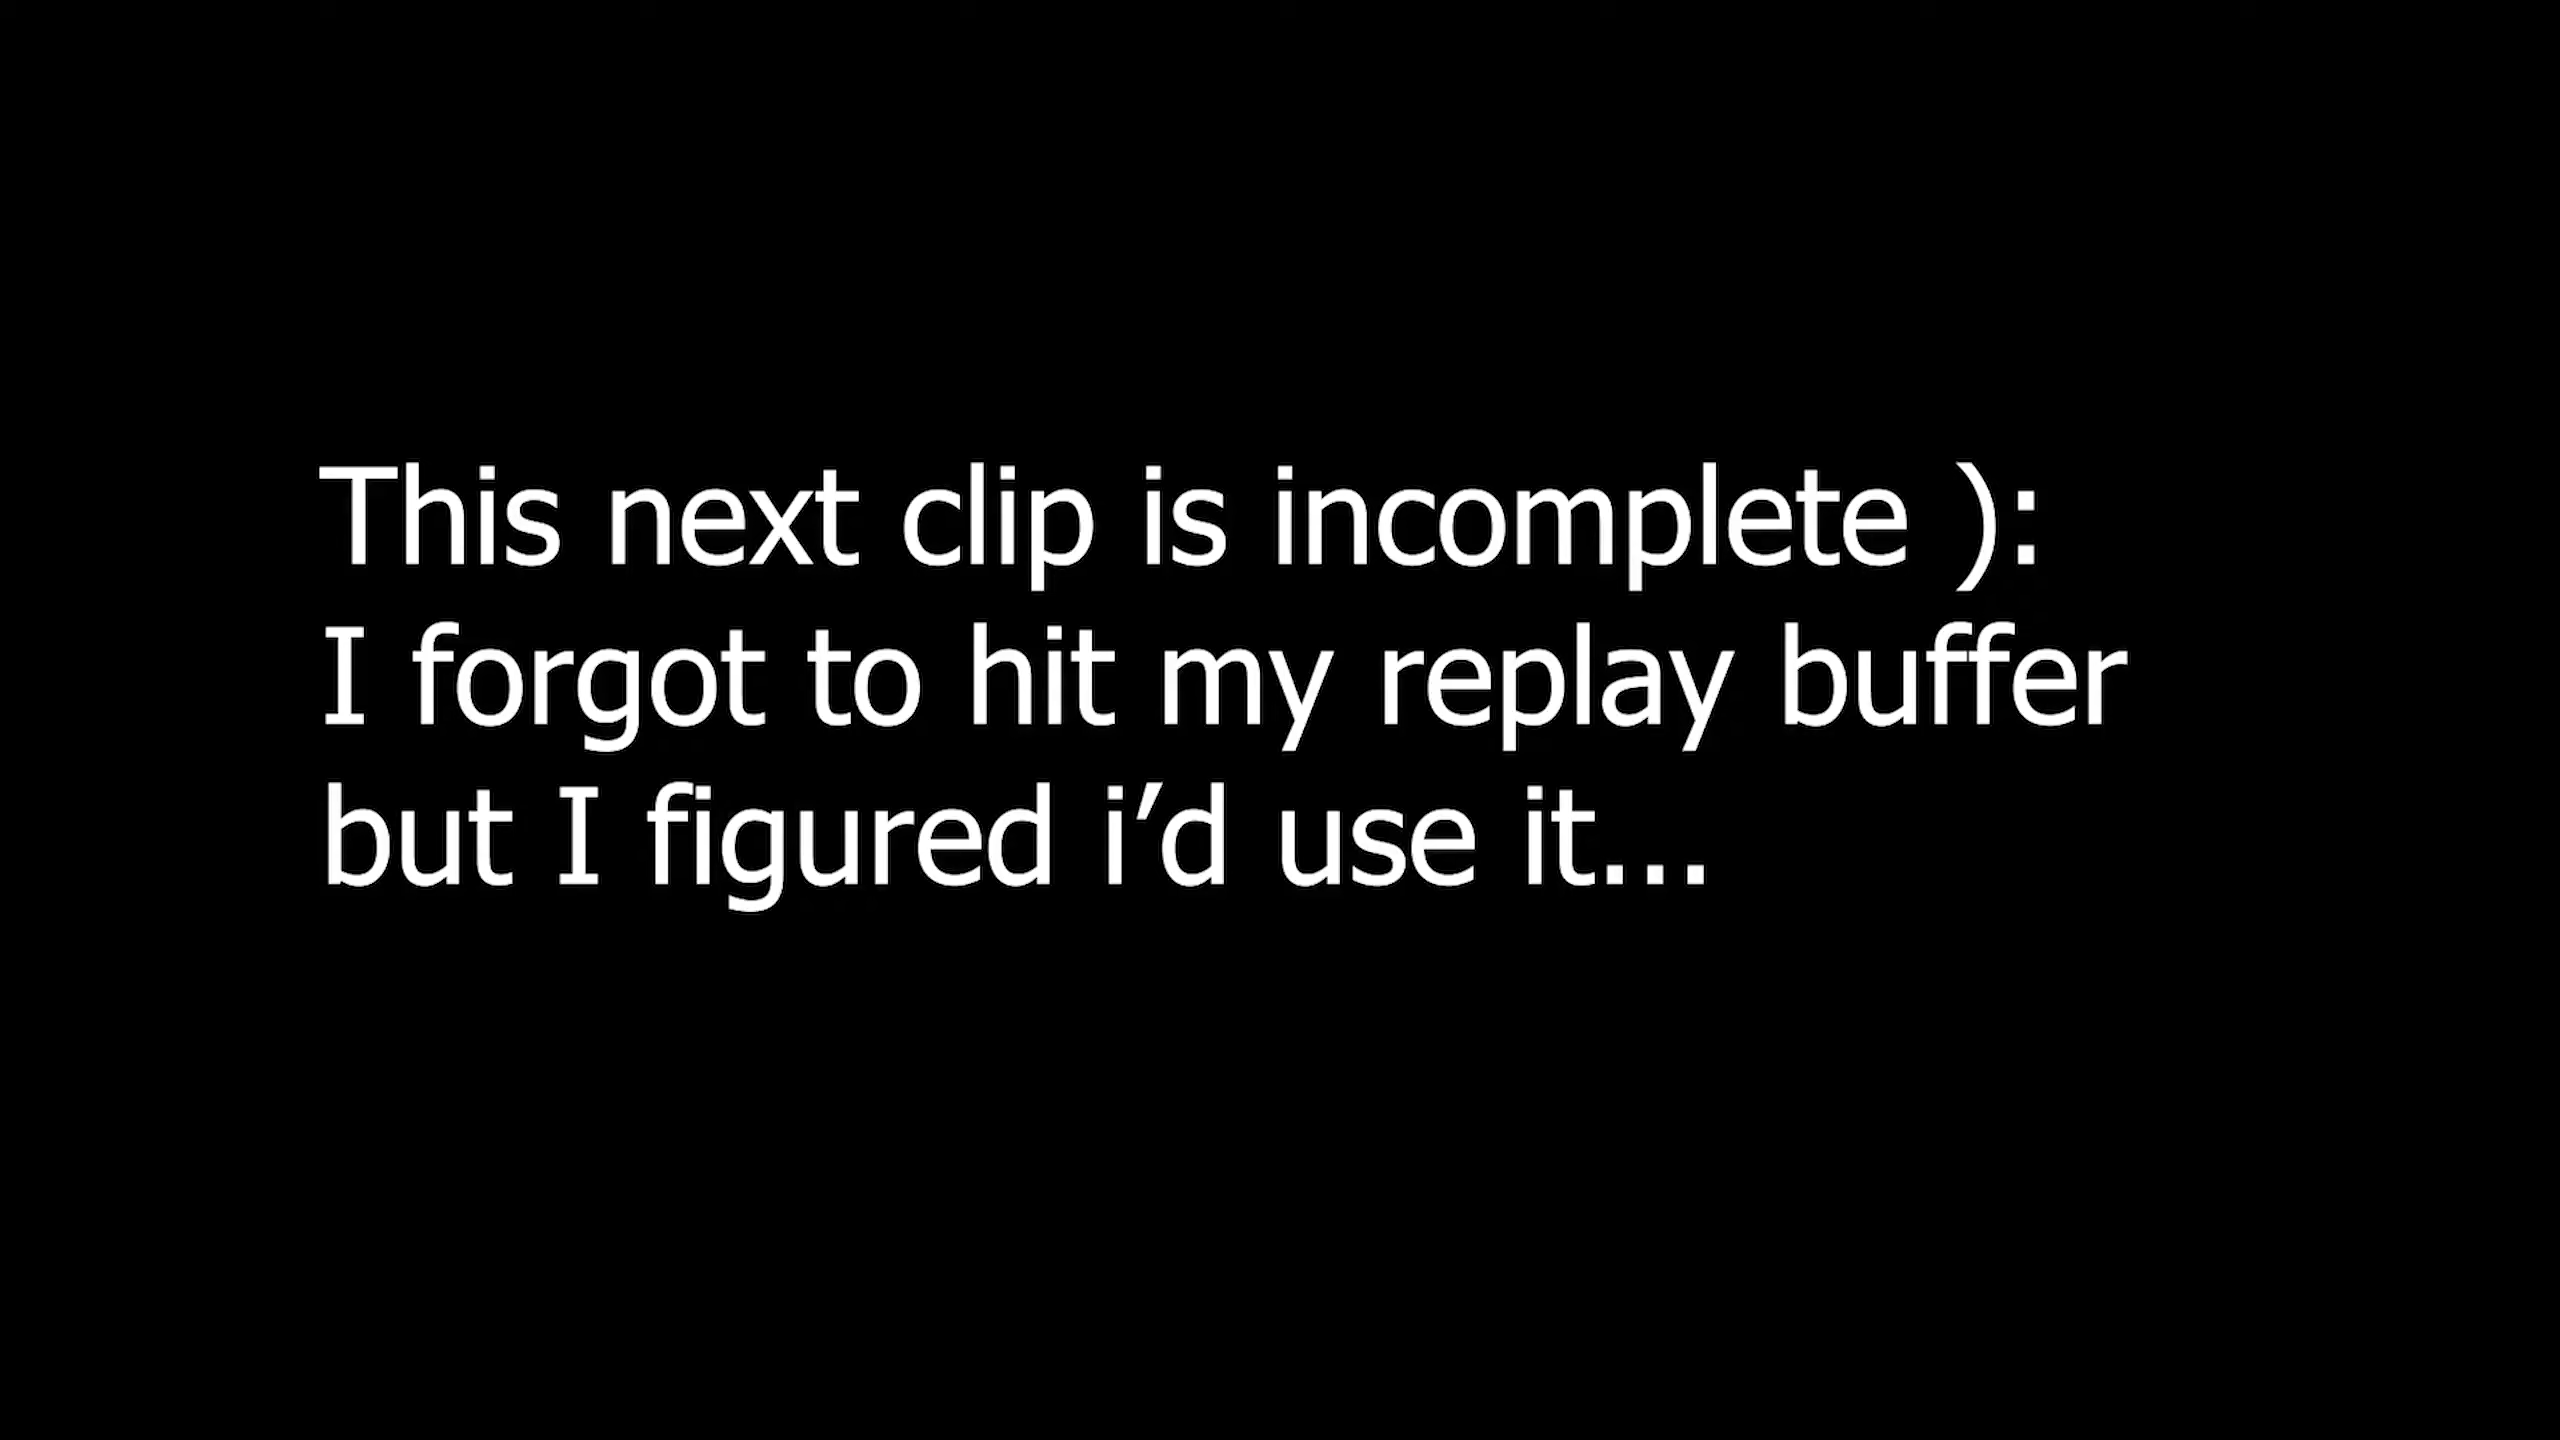 This next clip is incomplete ):
I forgot to hit my replay buffer
but I figured i’d use it...